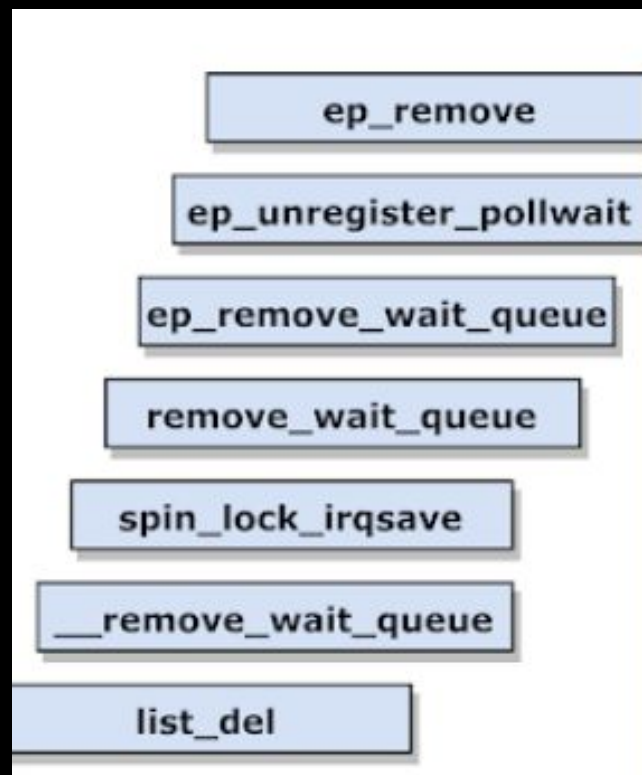 ep_remove
ep_unregister_pollwait
ep_remove_wait_queue
remove_wait_queue
spin_lock_irqsave
__remove_wait_queue
list_del